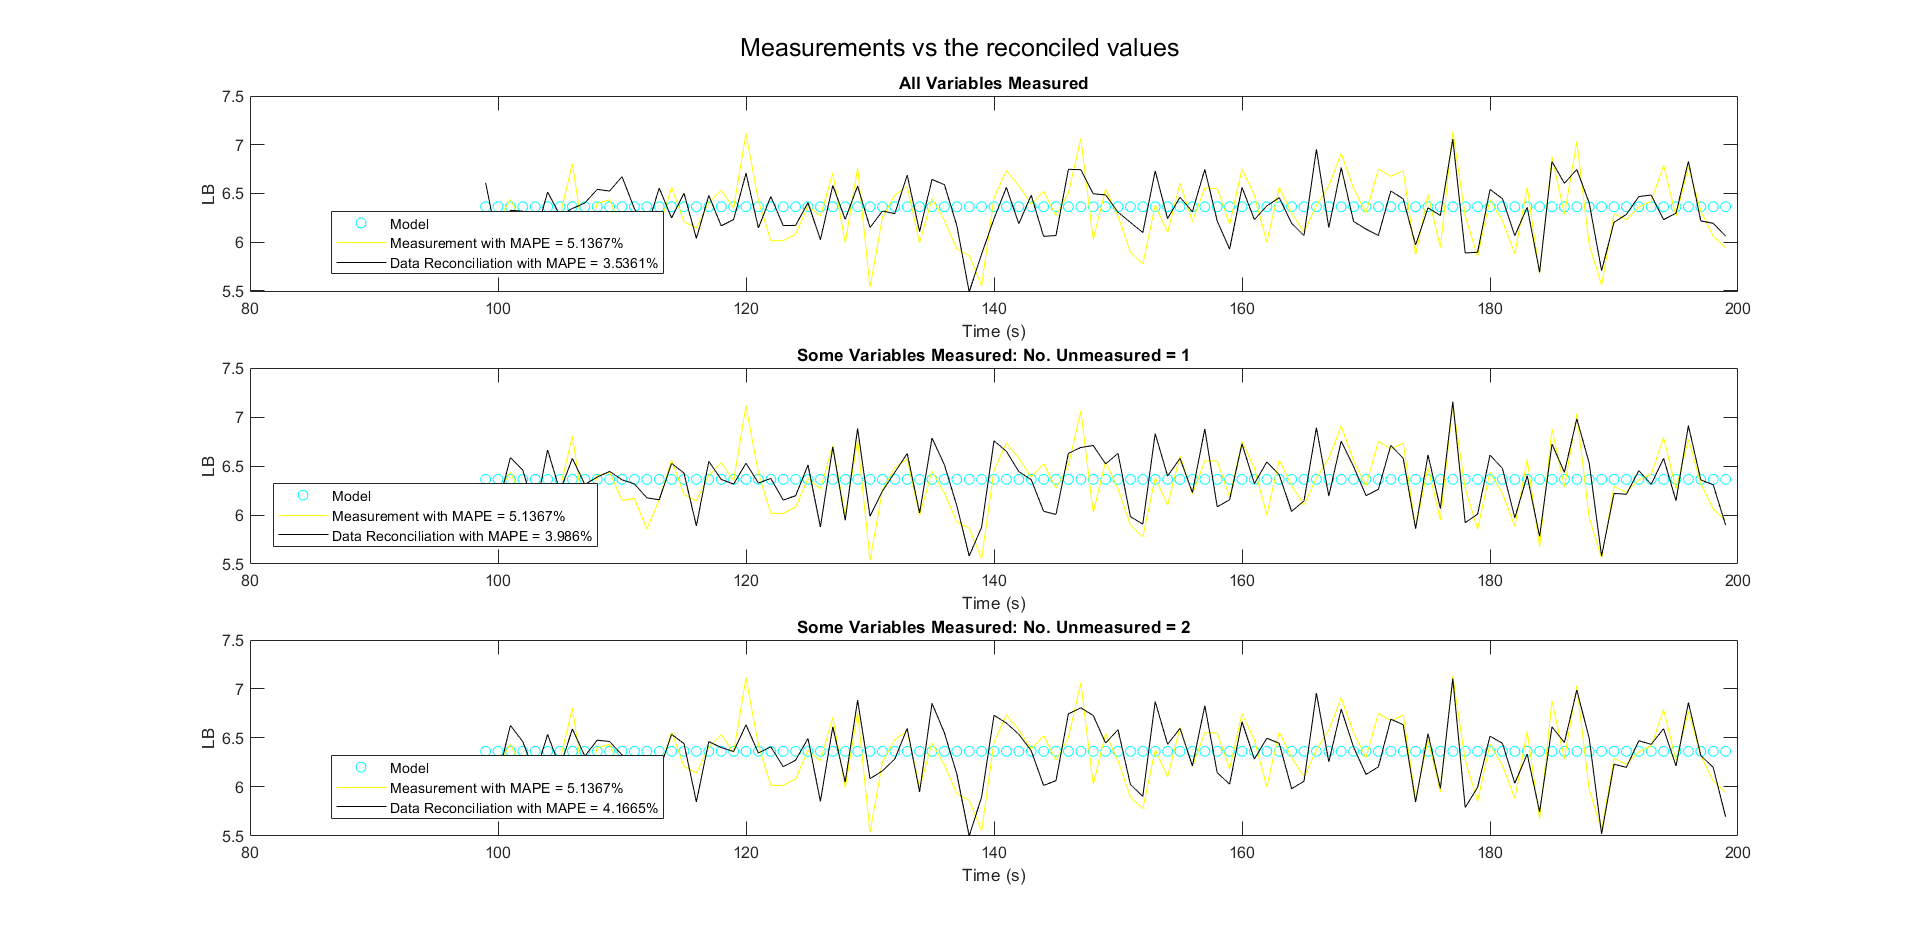 Measurements vs the reconciled values
All Variables Measured
7.5
7
6.5
6
5.5
LB
Model
Measurement with MAPE = 5.1367%
Data Reconciliation with MAPE = 3.5361%
80 100 120 140 160 180 200
Time (s)
Some Variables Measured: No. Unmeasured = 1
7.5
7
6.5
6
5.5
LB
Model
Measurement with MAPE = 5.1367%
Data Reconciliation with MAPE = 3.986%
80 100 120 140 160 180 200
Time (s)
Some Variables Measured: No. Unmeasured = 2
7.5
7
6.5
6
5.5
LB
Model
Measurement with MAPE = 5.1367%
Data Reconciliation with MAPE = 4.1665%
80 100 120 140 160 180 200
Time (s)